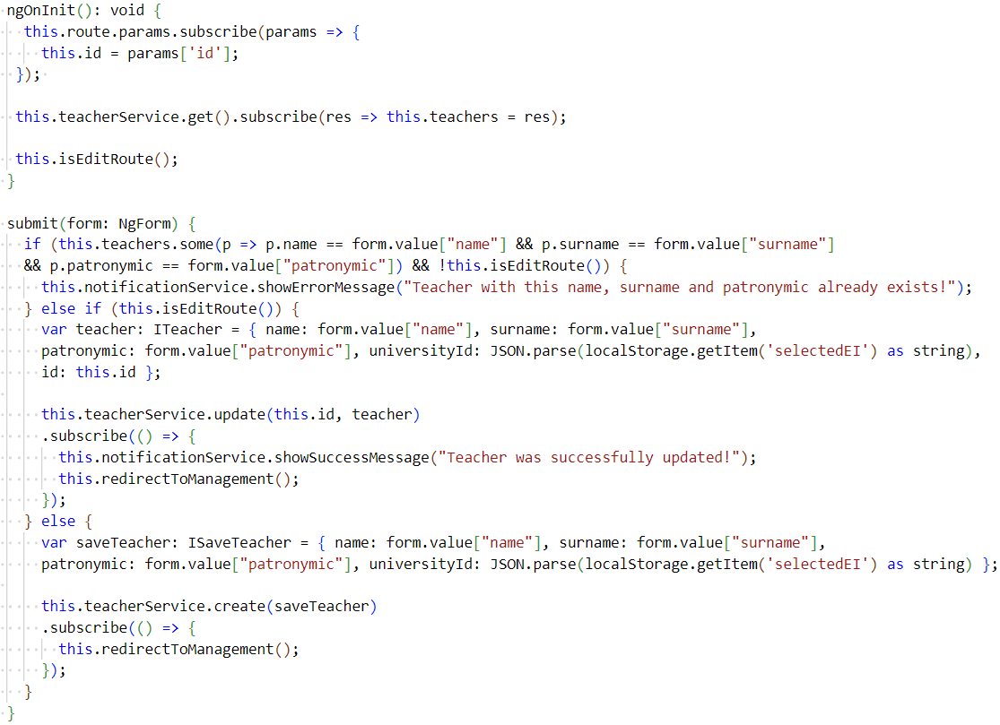 ngOnInit(): void {
this.route.params.subscribe(params => {
this.id = params['id'];
});
this.teacherService.get().subscribe(res => this.teachers = res);
this.isEditRoute();
}
submit(form: NgForm) {
if (this.teachers.some(p => p.name == form.value["name"] && p.surname == form.value["surname"]
&& p.patronymic == form.value["patronymic"]) && !this.isEditRoute()) {
this.notificationService.showErrorMessage("Teacher with this name, surname and patronymic already exists!");
} else if (this.isEditRoute()) {
var teacher: ITeacher = { name: form.value["name"], surname: form.value["surname"],
patronymic: form.value["patronymic"], universityId: JSON.parse(localStorage.getItem('selectedEI') as string),
id: this.id };
this.teacherService.update(this.id, teacher)
.subscribe(() => {
this.notificationService.showSuccessMessage("Teacher was successfully updated!");
this.redirectToManagement();
});
} else {
var saveTeacher: ISaveTeacher = { name: form.value["name"], surname: form.value["surname"],
patronymic: form.value["patronymic"], universityId: JSON.parse(localStorage.getItem('selectedEI') as string) };
this.teacherService.create(saveTeacher)
.subscribe(() => {
this.redirectToManagement();
});
}
}